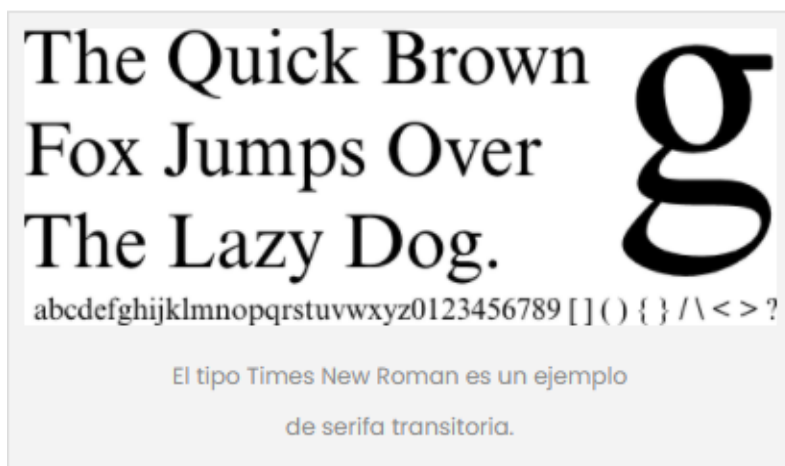 The Quick Brown
Fox Jumps Over
The Lazy Dog.
g
abcdefghijklmnopqrstuvwxyz0123456789 [ ] ( ) { } / \ < > ?
El tipo Times New Roman es un ejemplo
de serifa transitoria.